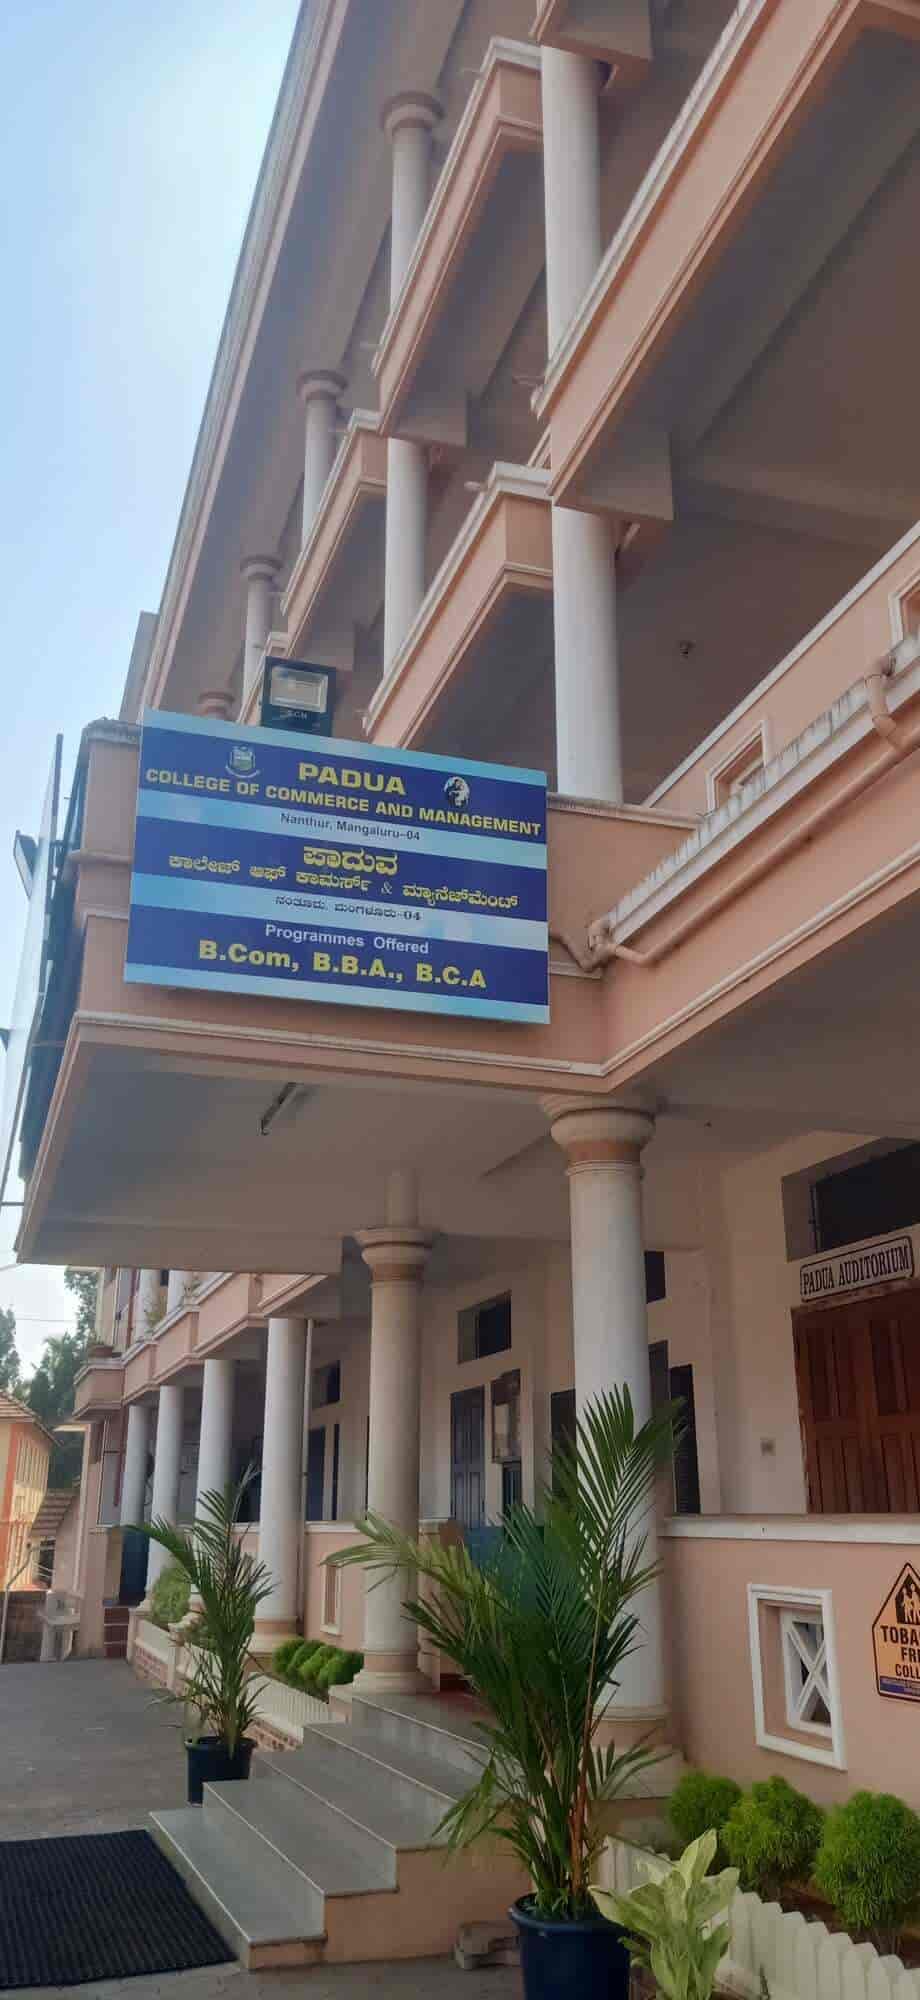 PADUA
COLLEGE OF COMMERCE AND MANAGEMENT
Nanthur, Mangaluru-04
ಪಾದುವ
ಕಾಲೇಜ್ ಆಫ್ ಕಾಮರ್ಸ್ & ಮ್ಯಾನೆಜ್‌ಮೆಂಟ್
ನಂತೂರು, ಮಂಗಳೂರು-04
Programmes Offered
B.Com, B.B.A., B.C.A
PADUA AUDITORIUM